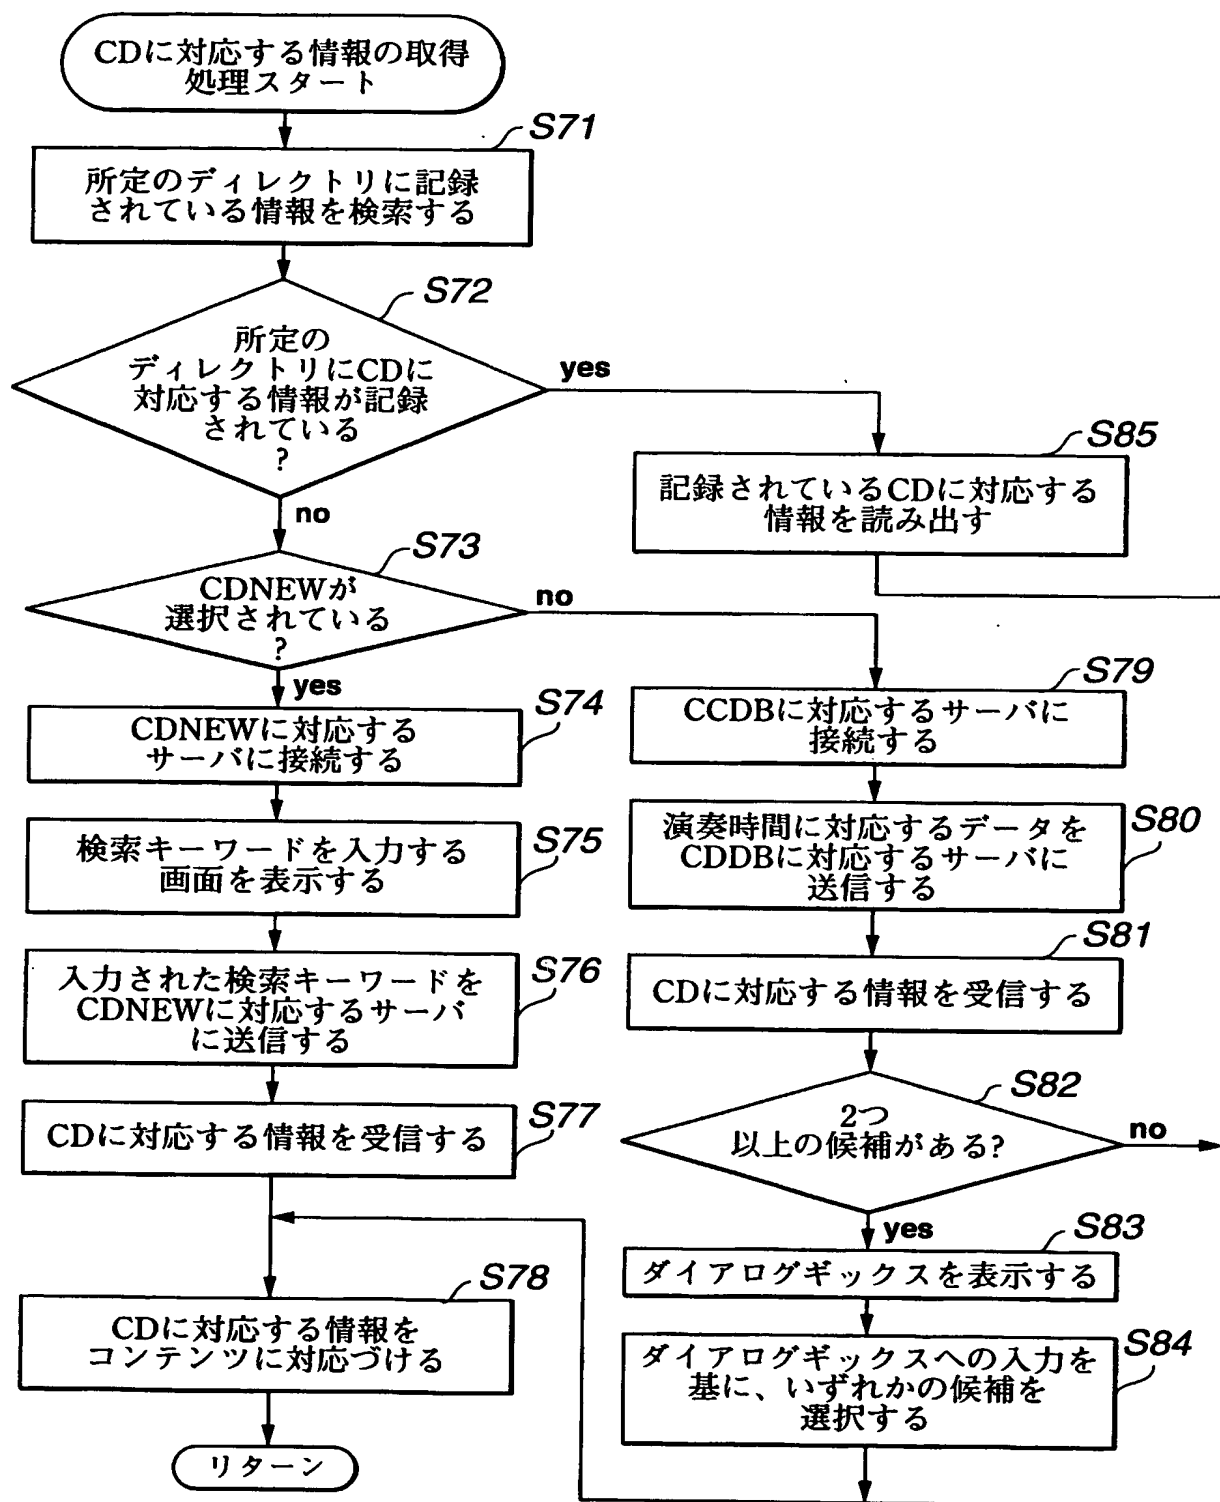 CDに対応する情報の取得
処理スタート
S71
所定のディレクトリに記録
されている情報を検索する
S72
所定の
ディレクトリにCDに
対応する情報が記録
されている
?
yes
no
S85
記録されているCDに対応する
情報を読み出す
S73
CDNEWが
選択されている
?
no
yes
S74
CDNEWに対応する
サーバに接続する
S75
検索キーワードを入力する
画面を表示する
S76
入力された検索キーワードを
CDNEWに対応するサーバ
に送信する
S77
CDに対応する情報を受信する
S78
CDに対応する情報を
コンテンツに対応づける
リターン
S79
CCDBに対応するサーバに
接続する
S80
演奏時間に対応するデータを
CDDBに対応するサーバに
送信する
S81
CDに対応する情報を受信する
S82
2つ
以上の候補がある?
no
yes
S83
ダイアログギックスを表示する
S84
ダイアログギックスへの入力を
基に、いずれかの候補を
選択する